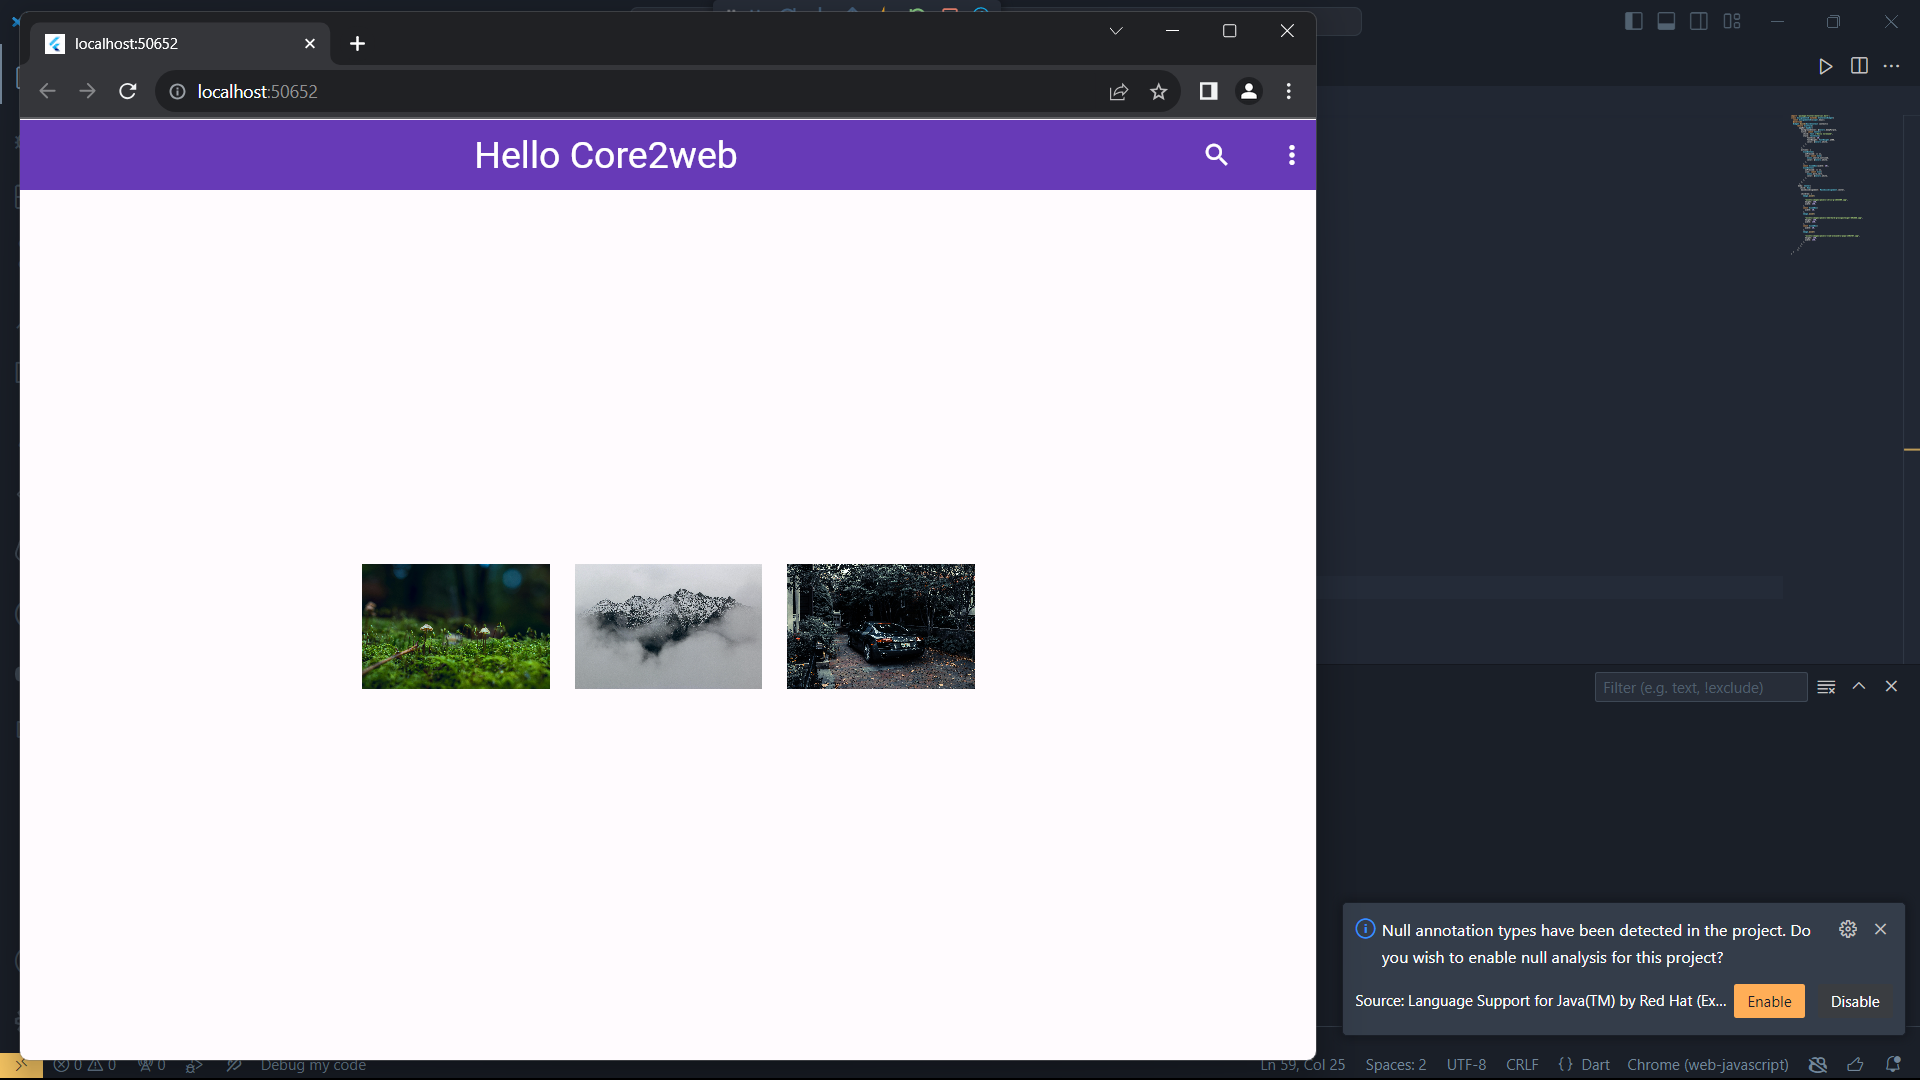 localhost:50652
localhost:50652
Hello Core2web
Filter (e.g. text, !exclude)
Null annotation types have been detected in the project. Do
you wish to enable null analysis for this project?
Source: Language Support for Java(TM) by Red Hat (Ex...
Enable
Disable
0 0
0
Debug my code
Ln 59, Col 25
Spaces: 2
UTF-8
CRLF
{ } Dart
Chrome (web-javascript)